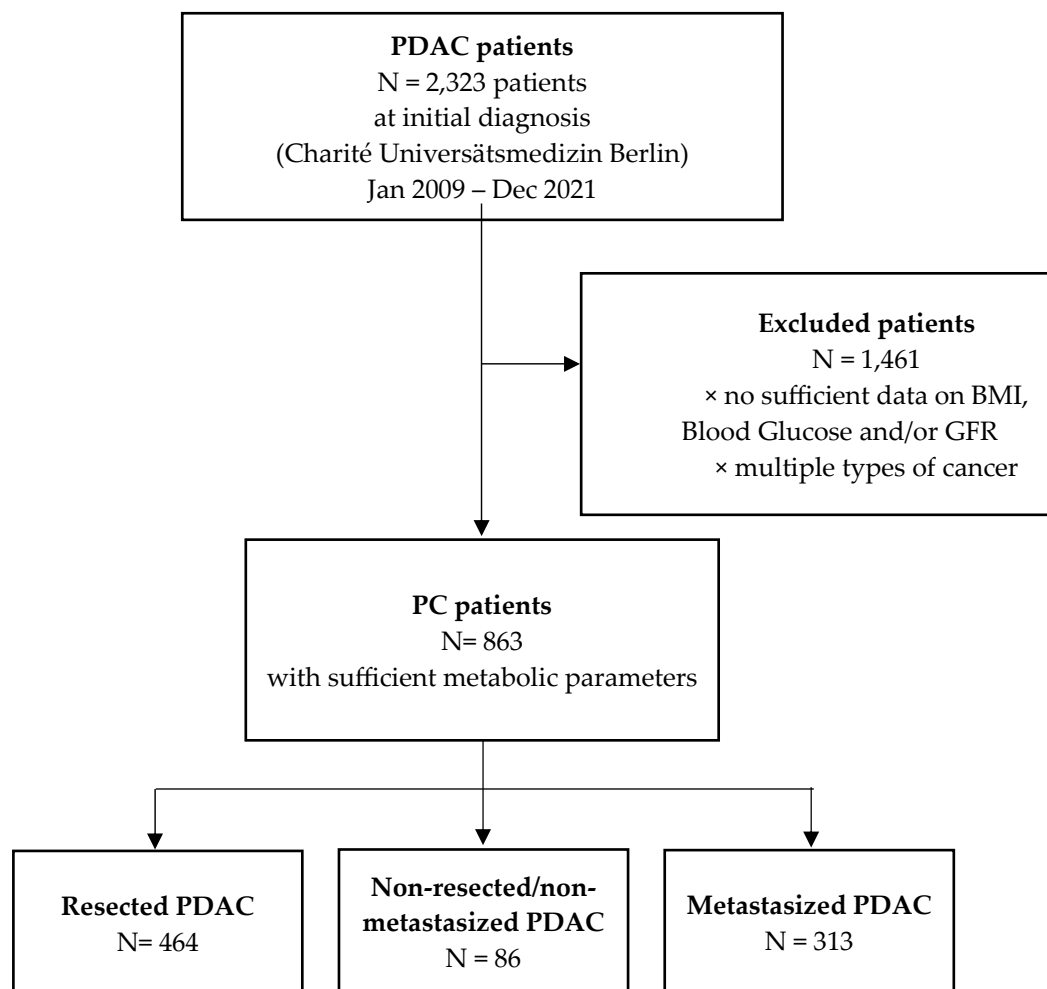 PDAC patients
N = 2,323 patients
at initial diagnosis
(Charité Universätsmedizin Berlin)
Jan 2009 – Dec 2021
Excluded patients
N = 1,461
× no sufficient data on BMI,
Blood Glucose and/or GFR
× multiple types of cancer
PC patients
N= 863
with sufficient metabolic parameters
Resected PDAC
N= 464
Non-resected/non-
metastasized PDAC
N = 86
Metastasized PDAC
N = 313